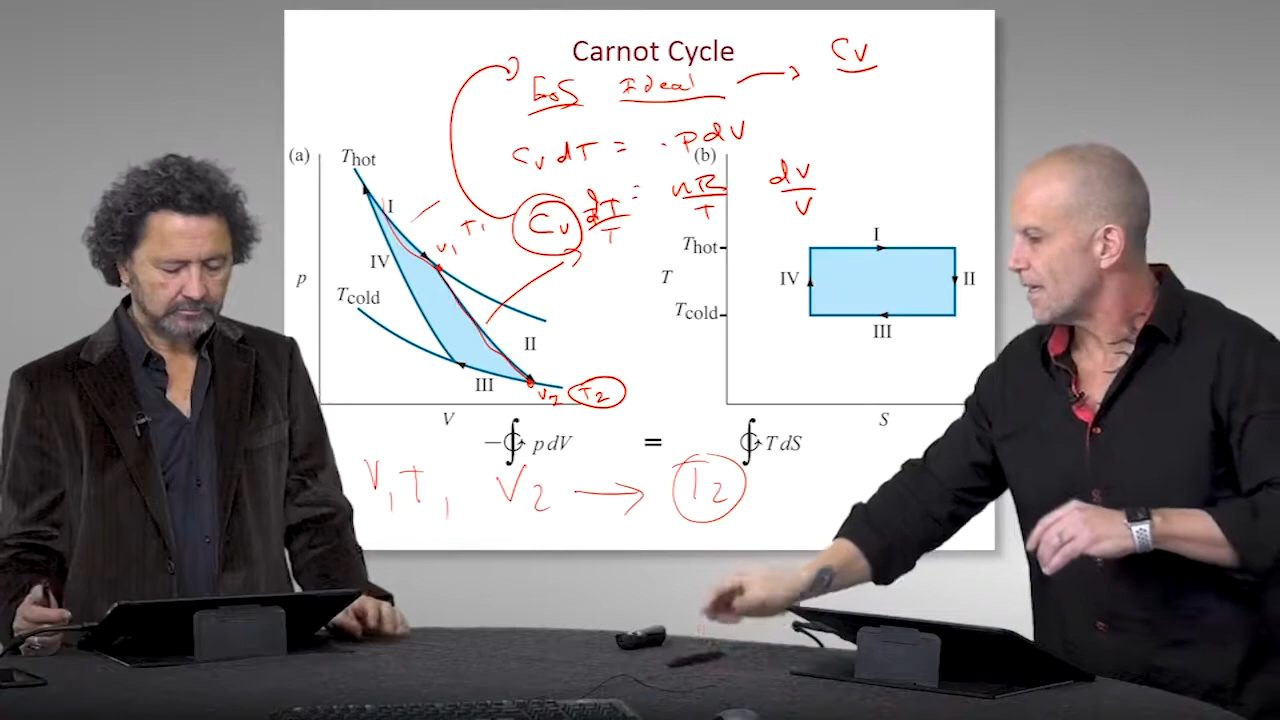 Carnot Cycle
Cv
EoS Ideal
Cv dT = - p dV
Cv dT/T = nR/T dV/V
(a)
Thot
I
V1 T1
IV
p
Tcold
II
III
V2 T2
V
(b)
I
Thot
T
IV
II
Tcold
III
S
−∮ p dV = ∮ T dS
V1 T1 V2 → T2